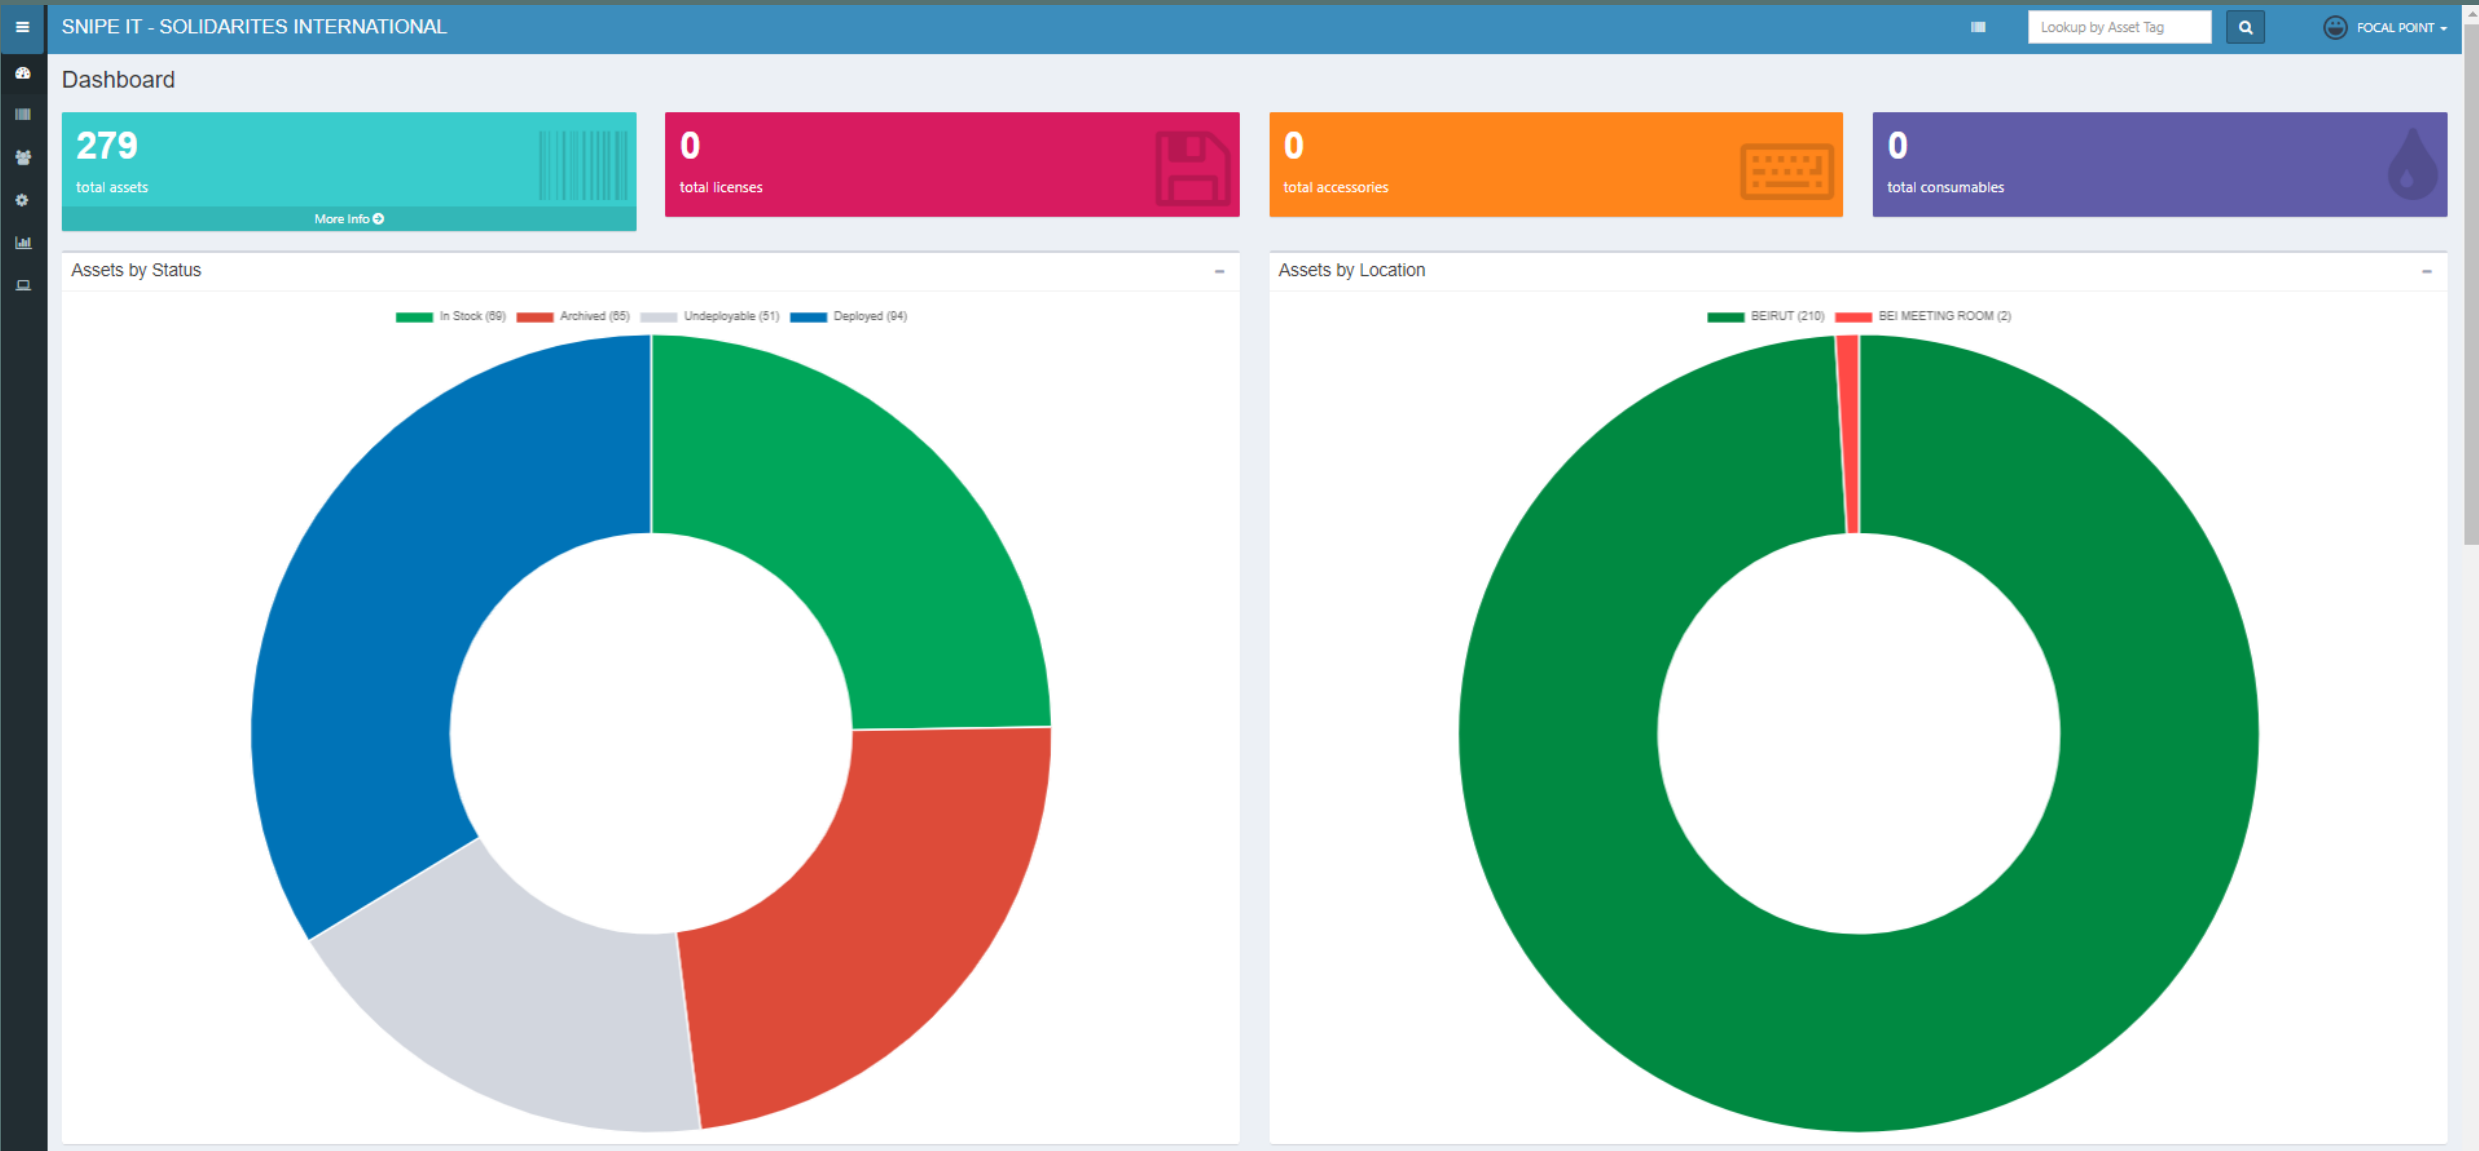 SNIPE IT - SOLIDARITES INTERNATIONAL
Lookup by Asset Tag
FOCAL POINT
Dashboard
279
total assets
More Info
0
total licenses
0
total accessories
0
total consumables
Assets by Status
In Stock (69) Archived (65) Undeployable (51) Deployed (94)
Assets by Location
BEIRUT (210) BEI MEETING ROOM (2)